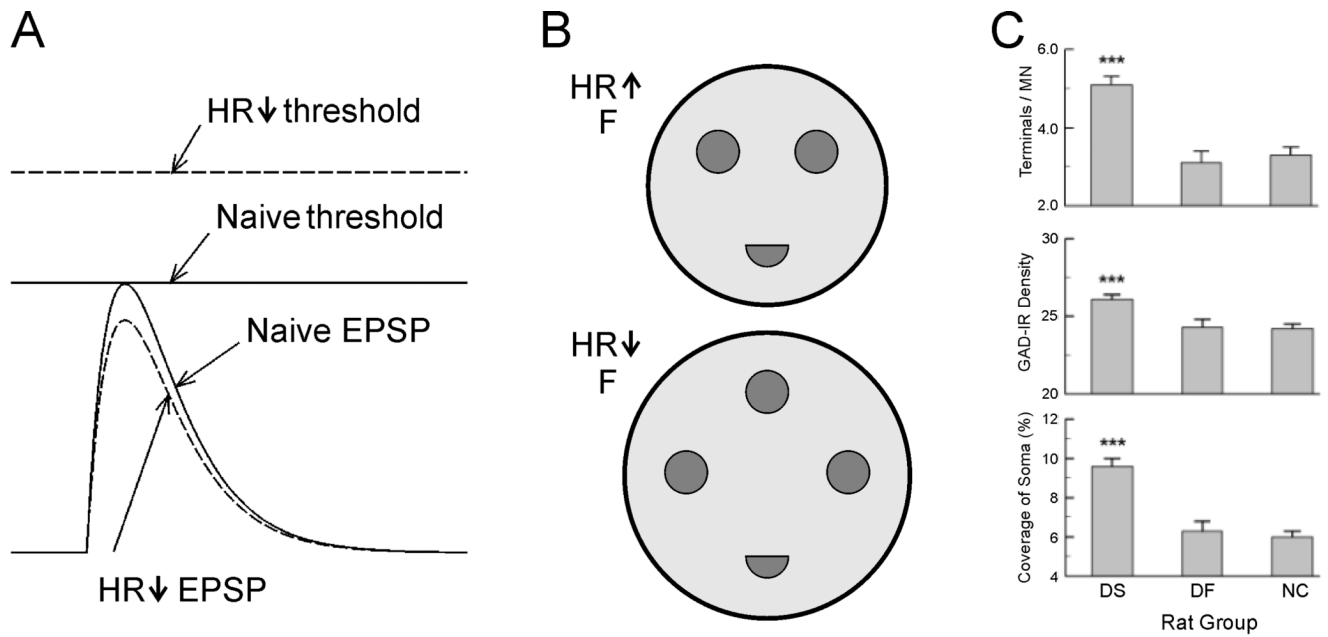 A
HR↓ threshold
Naive threshold
Naive EPSP
HR↓ EPSP
B
HR↑
F
HR↓
F
C
Terminals / MN
6.0
4.0
2.0
***
GAD-IR Density
30
25
20
***
Coverage of Soma (%)
12
10
8
6
4
***
DS DF NC
Rat Group